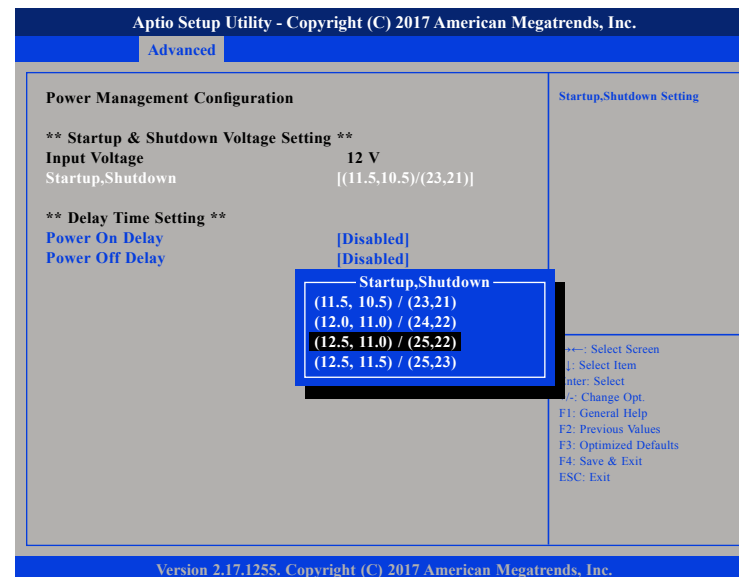 Aptio Setup Utility - Copyright (C) 2017 American Megatrends, Inc.
Advanced
Power Management Configuration
** Startup & Shutdown Voltage Setting **
Input Voltage 12 V
Startup,Shutdown [(11.5,10.5)/(23,21)]
** Delay Time Setting **
Power On Delay [Disabled]
Power Off Delay [Disabled]
Startup,Shutdown
(11.5, 10.5) / (23,21)
(12.0, 11.0) / (24,22)
(12.5, 11.0) / (25,22)
(12.5, 11.5) / (25,23)
Startup,Shutdown Setting
→←: Select Screen
: Select Item
Enter: Select
+/-: Change Opt.
F1: General Help
F2: Previous Values
F3: Optimized Defaults
F4: Save & Exit
ESC: Exit
Version 2.17.1255. Copyright (C) 2017 American Megatrends, Inc.